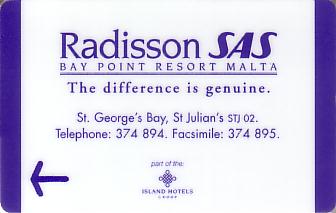 Radisson SAS
BAY POINT RESORT MALTA
The difference is genuine.
St. George's Bay, St Julian's STJ 02.
Telephone: 374 894. Facsimile: 374 895.
part of the:
ISLAND HOTELS
GROUP